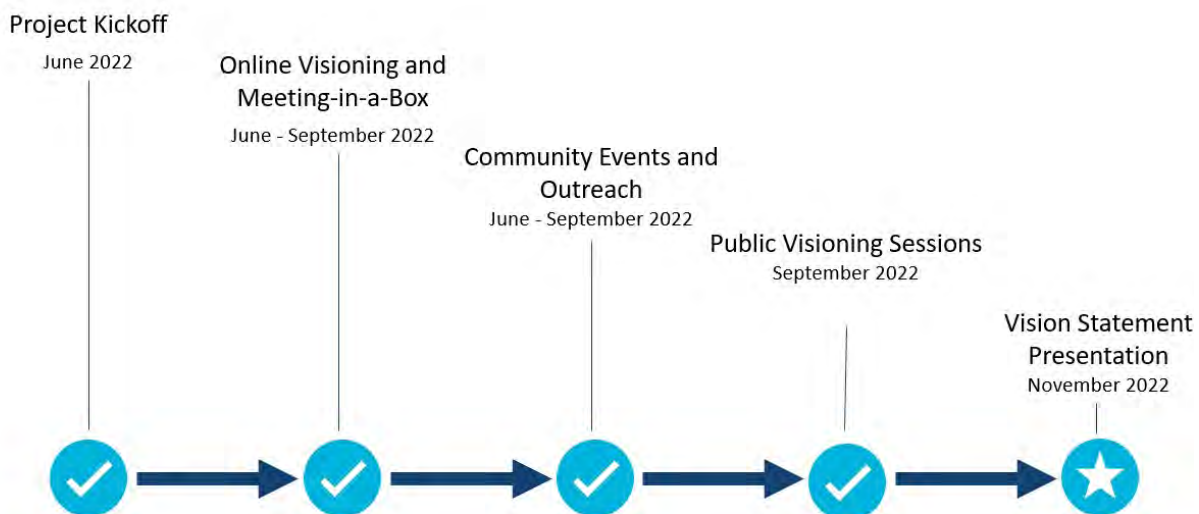 Project Kickoff
June 2022
Online Visioning and
Meeting-in-a-Box
June - September 2022
Community Events and
Outreach
June - September 2022
Public Visioning Sessions
September 2022
Vision Statement
Presentation
November 2022